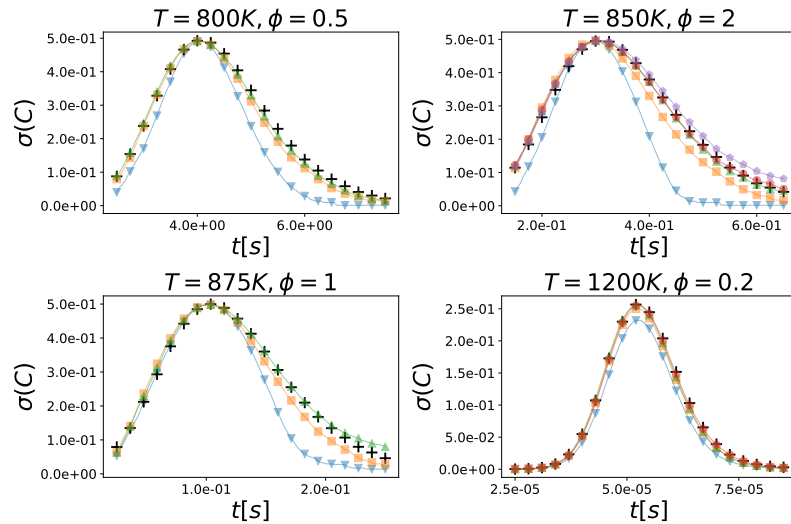 T = 800K, ϕ = 0.5
σ(C)
5.0e-01
4.0e-01
3.0e-01
2.0e-01
1.0e-01
0.0e+00
4.0e+00 6.0e+00
t[s]
T = 850K, ϕ = 2
σ(C)
5.0e-01
4.0e-01
3.0e-01
2.0e-01
1.0e-01
0.0e+00
2.0e-01 4.0e-01 6.0e-01
t[s]
T = 875K, ϕ = 1
σ(C)
5.0e-01
4.0e-01
3.0e-01
2.0e-01
1.0e-01
0.0e+00
1.0e-01 2.0e-01
t[s]
T = 1200K, ϕ = 0.2
σ(C)
2.5e-01
2.0e-01
1.5e-01
1.0e-01
5.0e-02
0.0e+00
2.5e-05 5.0e-05 7.5e-05
t[s]